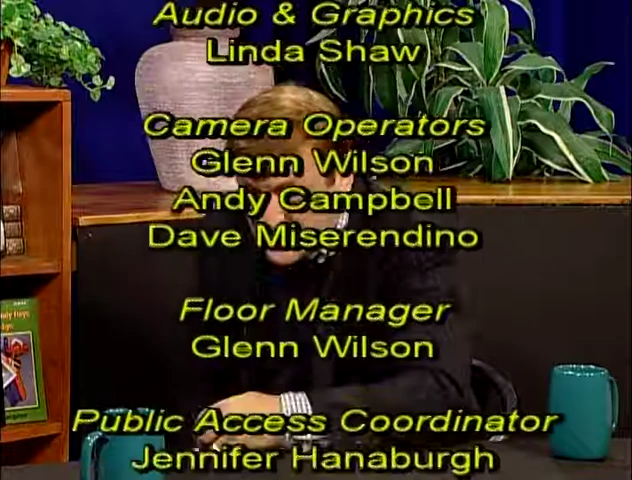 Audio & Graphics
Linda Shaw
Camera Operators
Glenn Wilson
Andy Campbell
Dave Miserendino
Floor Manager
Glenn Wilson
Public Access Coordinator
Jennifer Hanaburgh